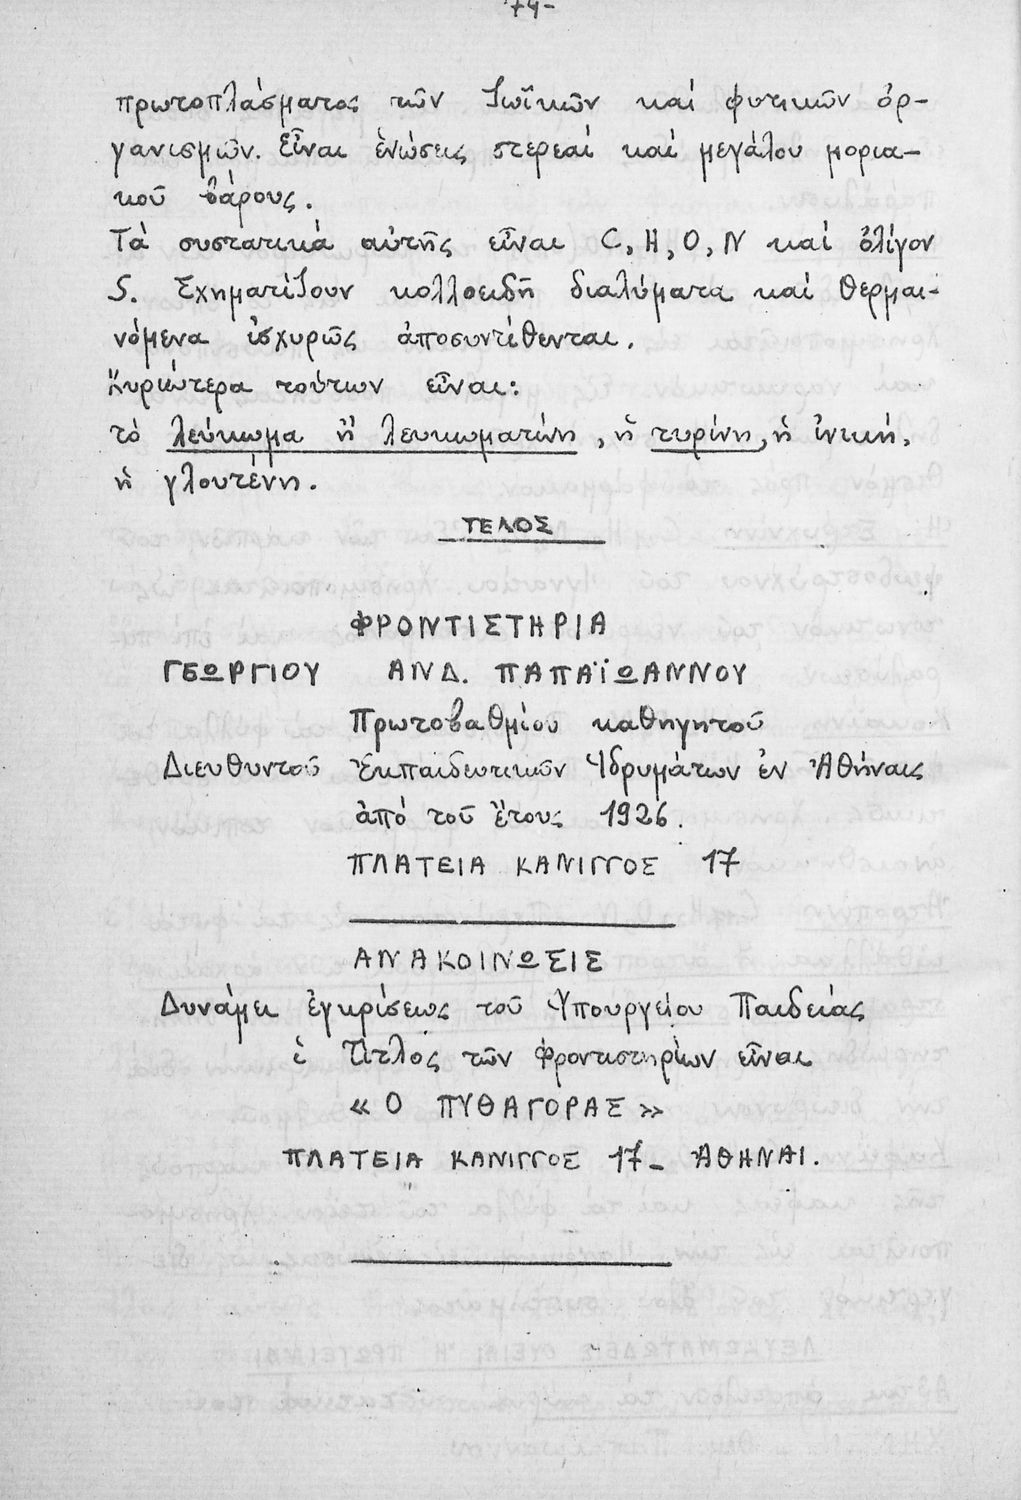 74-
πρωτοπλάσματος τῶν ζωϊκῶν καί φυτικῶν ὀρ-
γανισμῶν. Εἶναι ἑνώσεις στερεαί καί μεγάλου μορια-
κοῦ βάρους.
Τὰ συστατικά αὐτῆς εἶναι C, H, O, N καί ὀλίγον
S. Σχηματίζουν κολλοειδῆ διαλύματα καί θερμαι-
νόμενα ἰσχυρῶς ἀποσυντίθενται.
Κυριώτερα τούτων εἶναι:
τό λεύκωμα ἤ λευκωματίνη, ἡ τυρίνη, ἡ ἰνική,
ἡ γλουτένη.
ΤΕΛΟΣ
ΦΡΟΝΤΙΣΤΗΡΙΑ
ΓΕΩΡΓΙΟΥ ΑΝΔ. ΠΑΠΑΪΩΑΝΝΟΥ
Πρωτοβαθμίου καθηγητοῦ
Διευθυντοῦ Ἐκπαιδευτικῶν Ἱδρυμάτων ἐν Ἀθήναις
ἀπό τοῦ ἔτους 1926.
ΠΛΑΤΕΙΑ ΚΑΝΙΓΓΟΣ 17
ΑΝΑΚΟΙΝΩΣΙΣ
Δυνάμει ἐγκρίσεως τοῦ Ὑπουργείου Παιδείας
ὁ Τίτλος τῶν Φροντιστηρίων εἶναι
« Ο ΠΥΘΑΓΟΡΑΣ »
ΠΛΑΤΕΙΑ ΚΑΝΙΓΓΟΣ 17- ἈΘΗΝΑΙ.